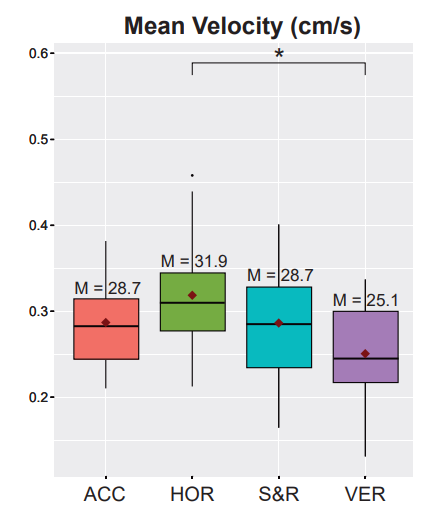 Mean Velocity (cm/s)
0.6
*
0.5
0.4
M = 31.9
M = 28.7
M = 28.7
M = 25.1
0.3
0.2
ACC HOR S&R VER